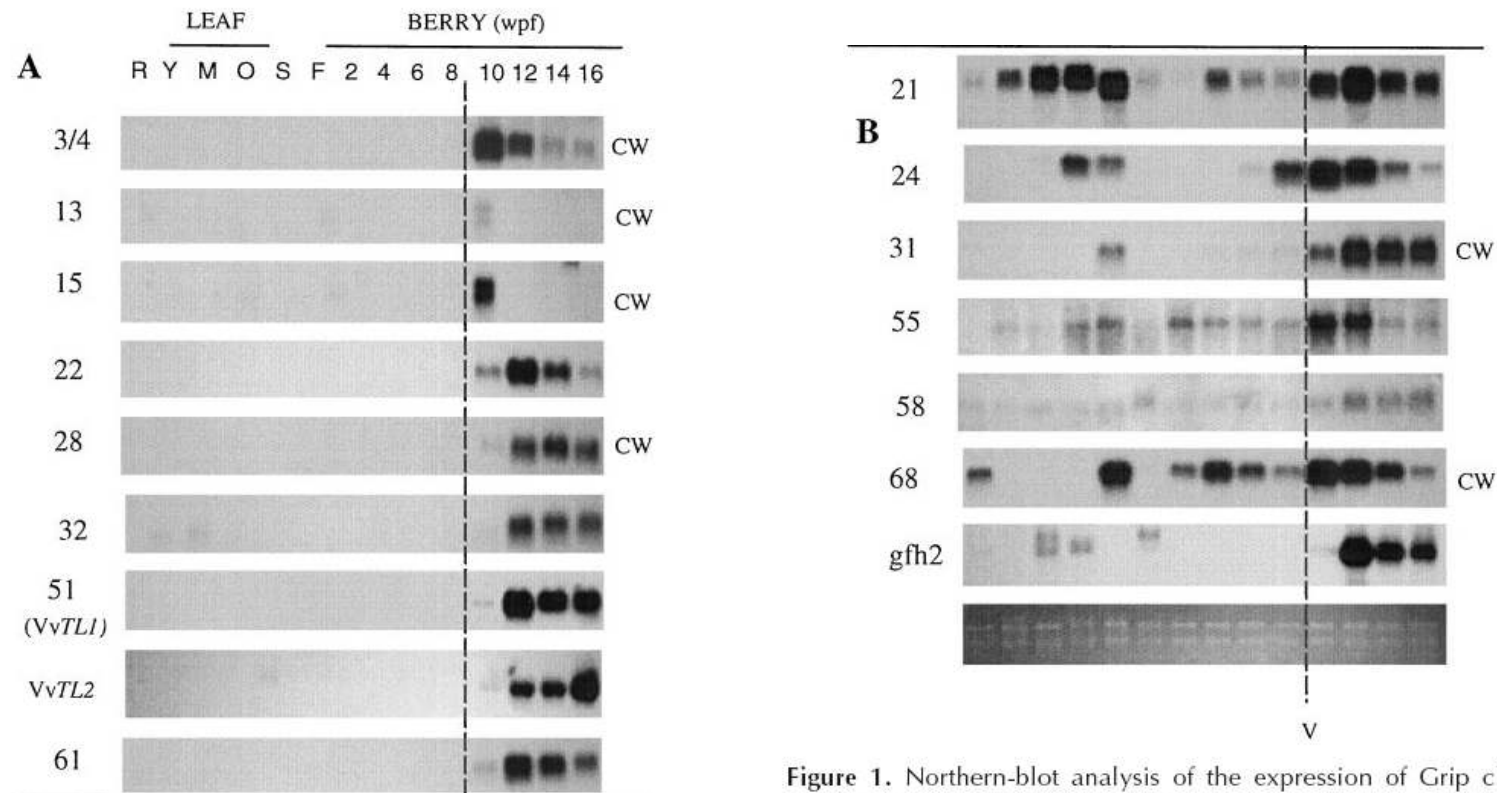 LEAF BERRY (wpf)
A R Y M O S F 2 4 6 8 10 12 14 16
3/4 CW
13 CW
15 CW
22
28 CW
32
51
(VvTL1)
VvTL2
61
B
21
24
31 CW
55
58
68 CW
gfh2
V
Figure 1. Northern-blot analysis of the expression of Grip c